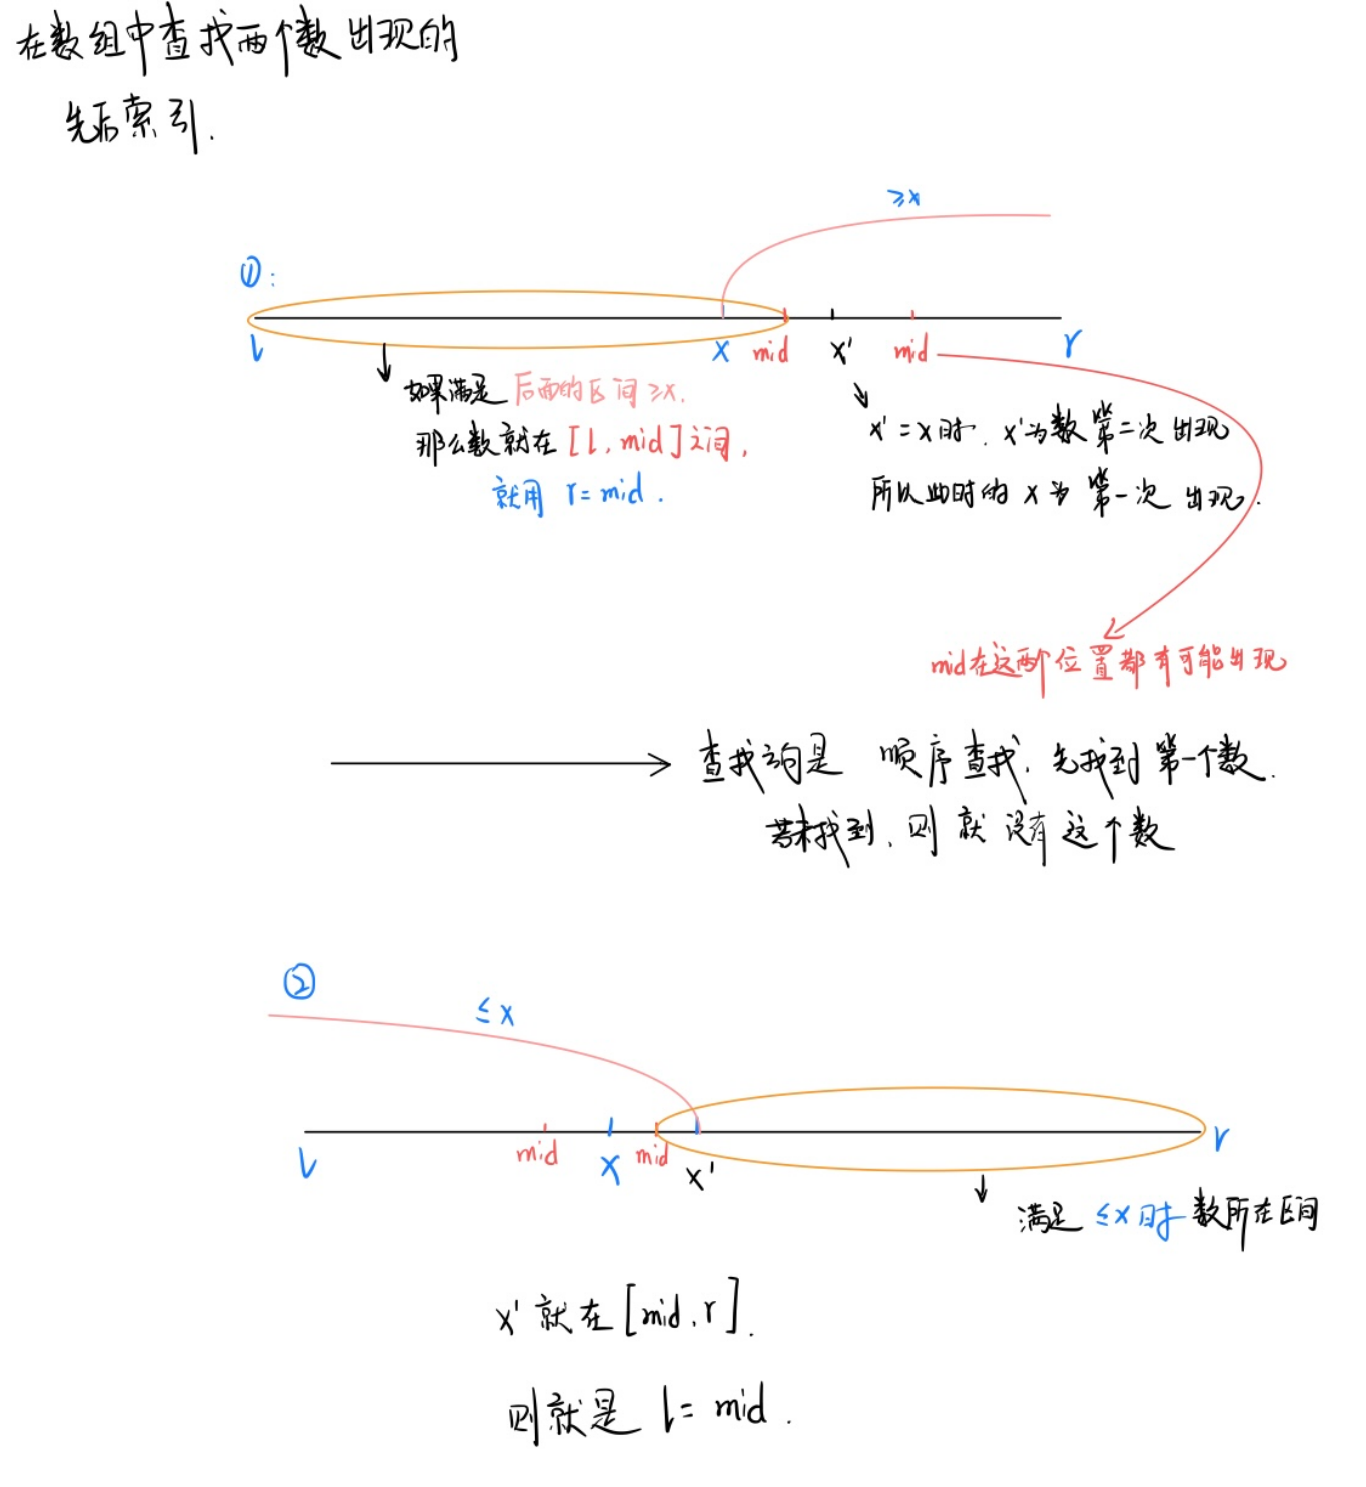 在数组中查找两个数出现的
先后索引.
≥x
①:
l x mid x' mid r
如果满足 后面的区间≥x.
那么数就在[l, mid]之间,
就用 r=mid.
x'=x时. x'为数第二次出现
所以此时的x为第一次出现.
mid在这两个位置都有可能出现
查找询是 顺序查找. 先找到第一个数.
若未找到. 则就没有这个数
②
≤x
l mid x mid x' r
满足 ≤x时 数所在区间
x'就在[mid, r].
则就是 l=mid.